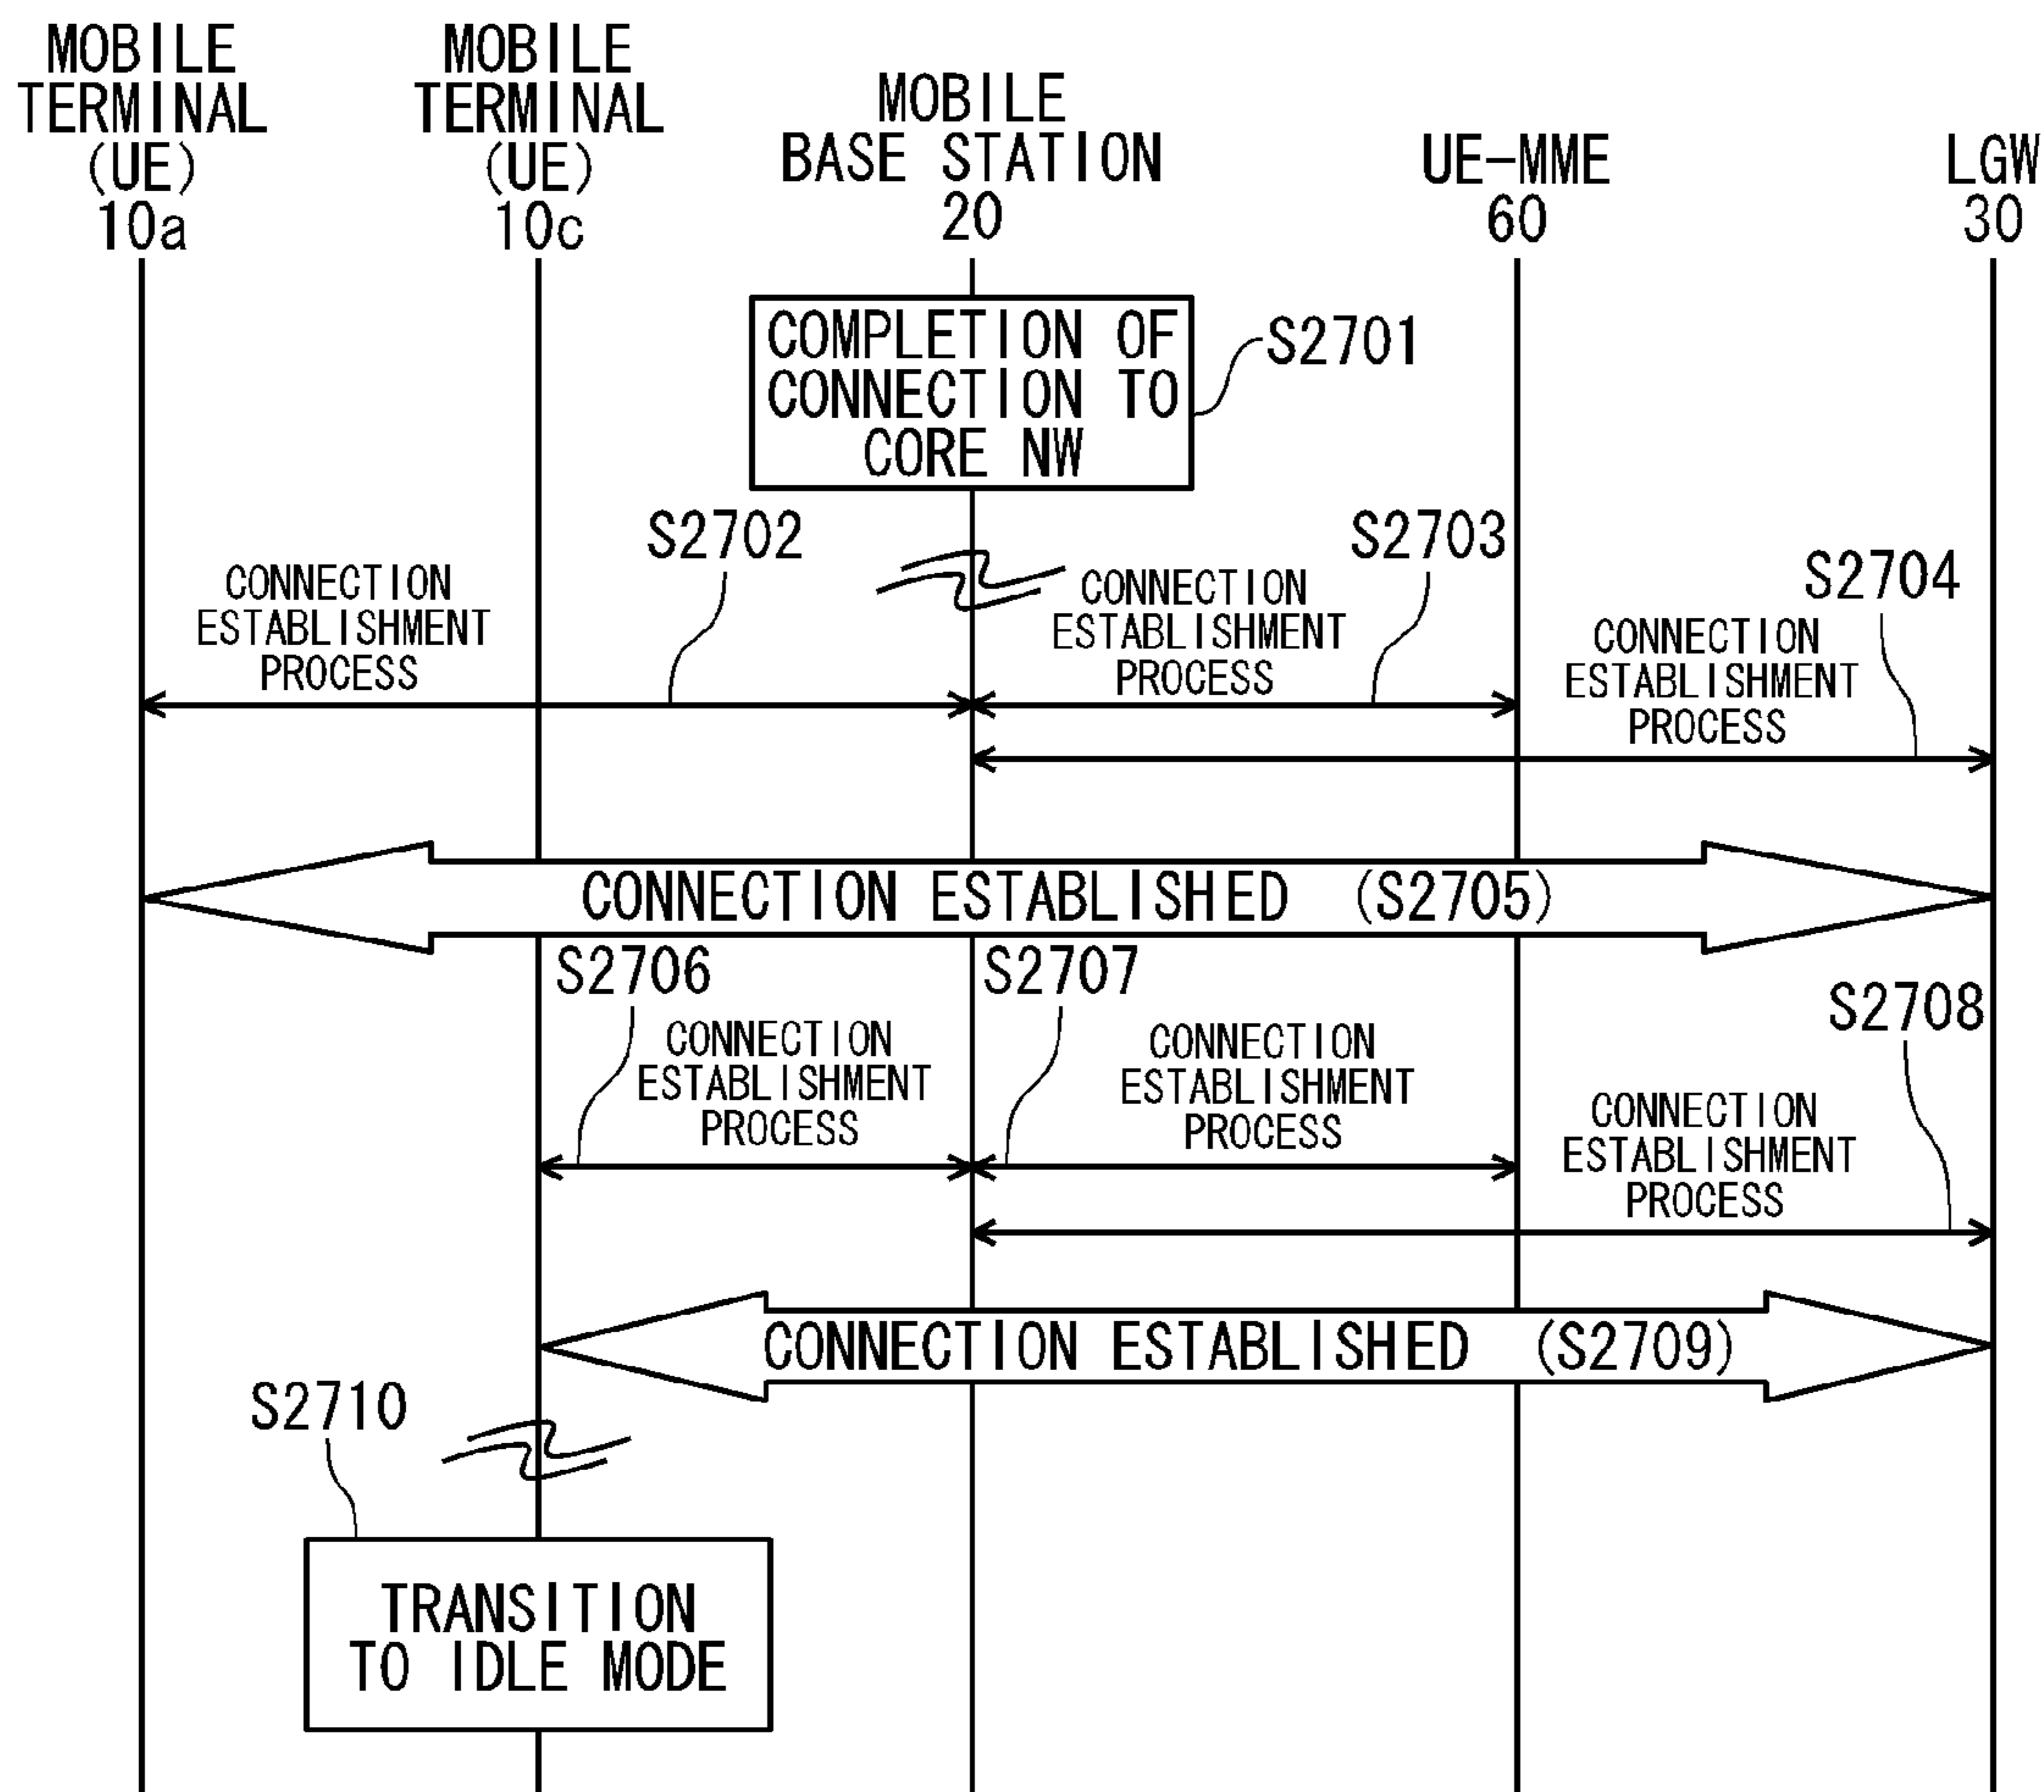 MOBILE
TERMINAL
(UE)
10a
MOBILE
TERMINAL
(UE)
10c
MOBILE
BASE STATION
20
UE-MME
60
LGW
30
COMPLETION OF
CONNECTION TO
CORE NW
S2701
S2702
CONNECTION
ESTABLISHMENT
PROCESS
S2703
CONNECTION
ESTABLISHMENT
PROCESS
S2704
CONNECTION
ESTABLISHMENT
PROCESS
CONNECTION ESTABLISHED (S2705)
S2706
CONNECTION
ESTABLISHMENT
PROCESS
S2707
CONNECTION
ESTABLISHMENT
PROCESS
S2708
CONNECTION
ESTABLISHMENT
PROCESS
CONNECTION ESTABLISHED (S2709)
S2710
TRANSITION
TO IDLE MODE